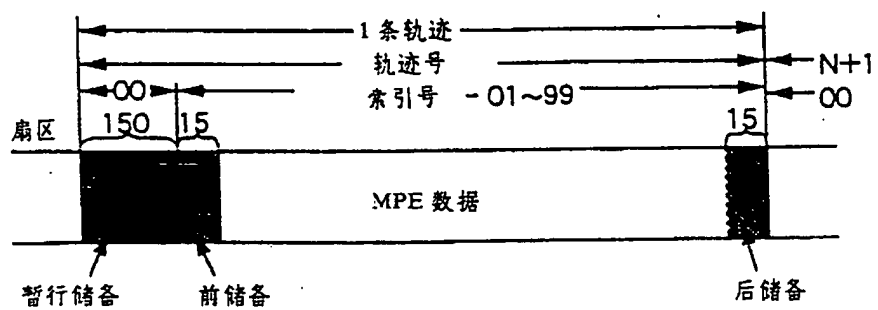 1 条轨迹
轨迹号 N+1
00 索引号 -01~99 00
扇区 150 15 15
MPE 数据
暂行储备 前储备 后储备